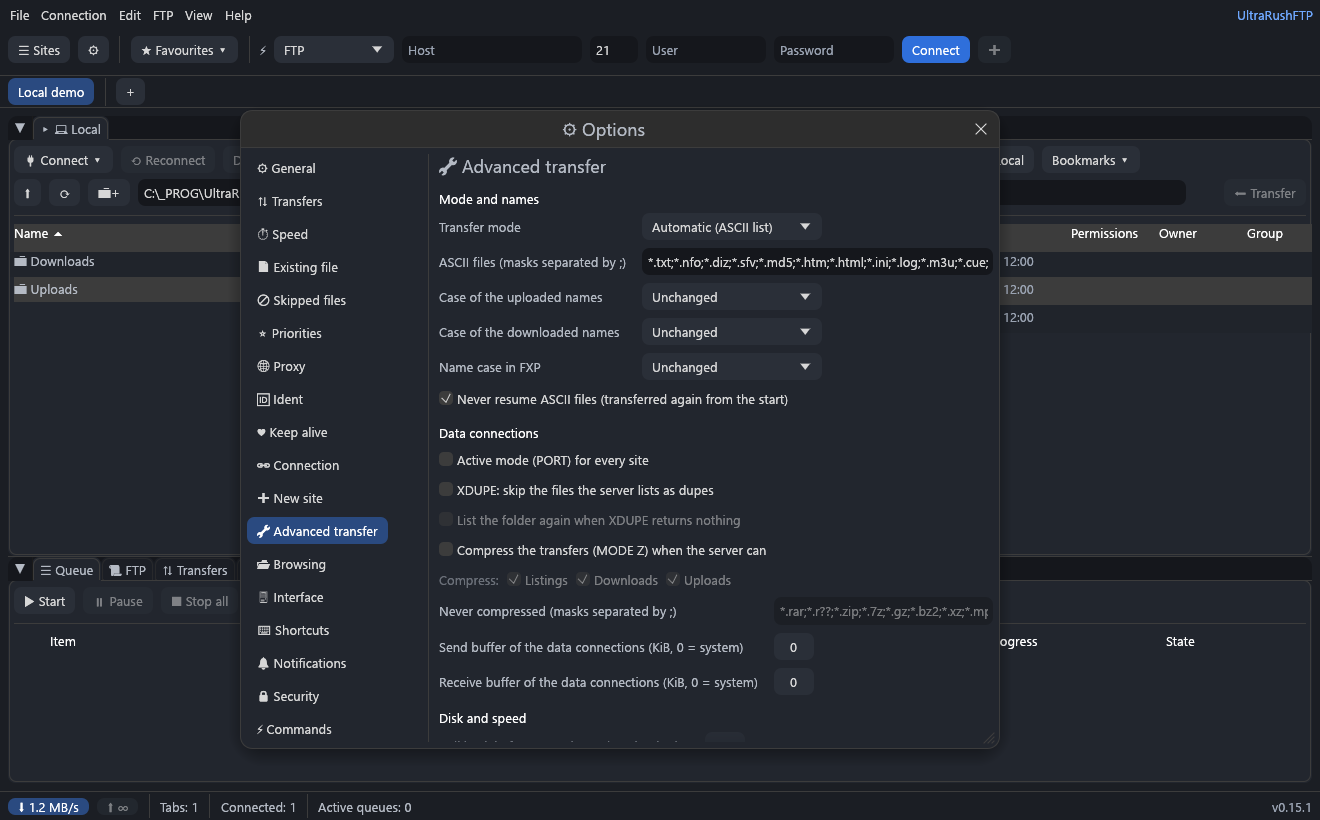 File Connection Edit FTP View Help UltraRushFTP
Sites Favourites FTP Host 21 User Password Connect +
Local demo +
Local Options
Connect Reconnect D ocal Bookmarks
C:\_PROG\UltraR Transfer
Name Permissions Owner Group
Downloads 12:00
Uploads 12:00
12:00
General
Transfers
Speed
Existing file
Skipped files
Priorities
Proxy
Ident
Keep alive
Connection
New site
Advanced transfer
Browsing
Interface
Shortcuts
Notifications
Security
Commands
Advanced transfer
Mode and names
Transfer mode Automatic (ASCII list)
ASCII files (masks separated by ;) *.txt;*.nfo;*.diz;*.sfv;*.md5;*.htm;*.html;*.ini;*.log;*.m3u;*.cue;
Case of the uploaded names Unchanged
Case of the downloaded names Unchanged
Name case in FXP Unchanged
Never resume ASCII files (transferred again from the start)
Data connections
Active mode (PORT) for every site
XDUPE: skip the files the server lists as dupes
List the folder again when XDUPE returns nothing
Compress the transfers (MODE Z) when the server can
Compress: Listings Downloads Uploads
Never compressed (masks separated by ;) *.rar;*.r??;*.zip;*.7z;*.gz;*.bz2;*.xz;*.mp
Send buffer of the data connections (KiB, 0 = system) 0
Receive buffer of the data connections (KiB, 0 = system) 0
Disk and speed
Queue FTP Transfers
Start Pause Stop all
Item ogress State
1.2 MB/s ∞ Tabs: 1 Connected: 1 Active queues: 0 v0.15.1